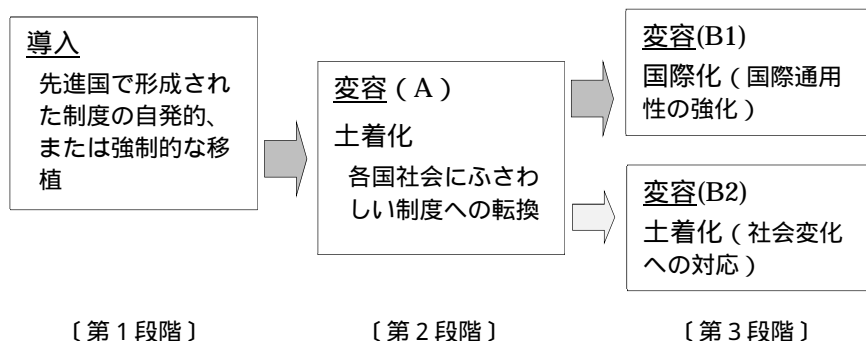 導入
先進国で形成され
た制度の自発的、
または強制的な移
植
変容（A）
土着化
各国社会にふさわ
しい制度への転換
変容(B1)
国際化（国際通用
性の強化）
変容(B2)
土着化（社会変化
への対応）
〔第１段階〕
〔第２段階〕
〔第３段階〕